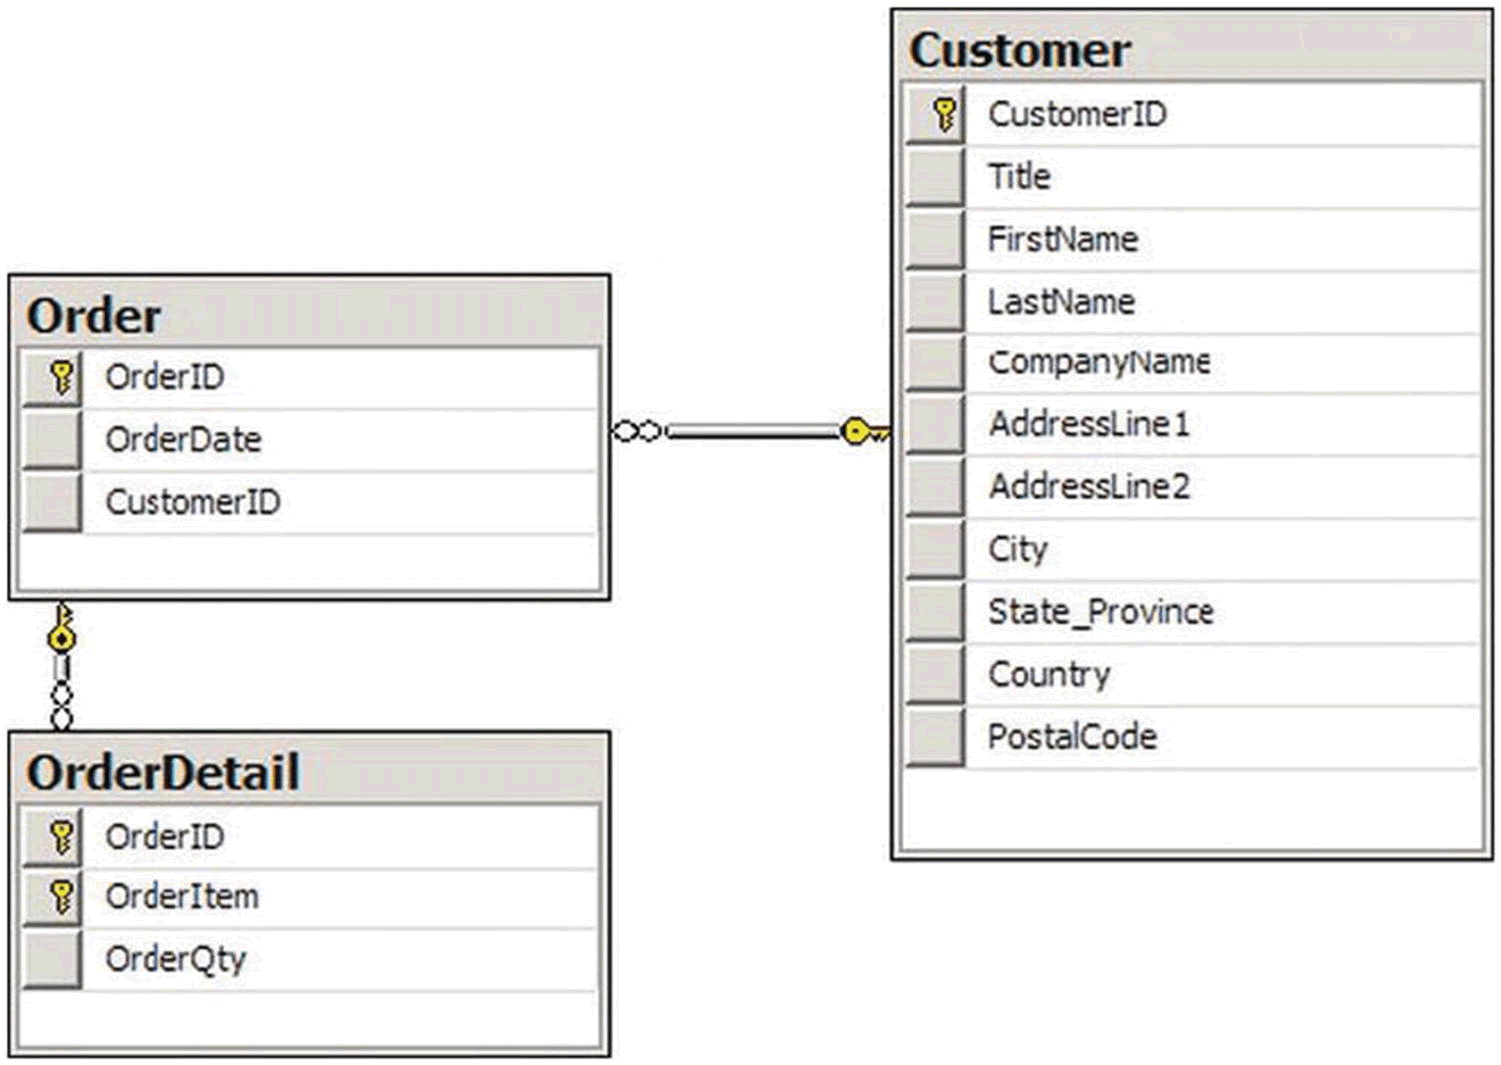 Customer
CustomerID
Title
FirstName
LastName
CompanyName
AddressLine1
AddressLine2
City
State_Province
Country
PostalCode
Order
OrderID
OrderDate
CustomerID
OrderDetail
OrderID
OrderItem
OrderQty